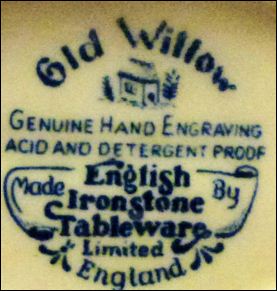 Old Willow
GENUINE HAND ENGRAVING
ACID AND DETERGENT PROOF
Made English By
Ironstone
Tableware
Limited
England